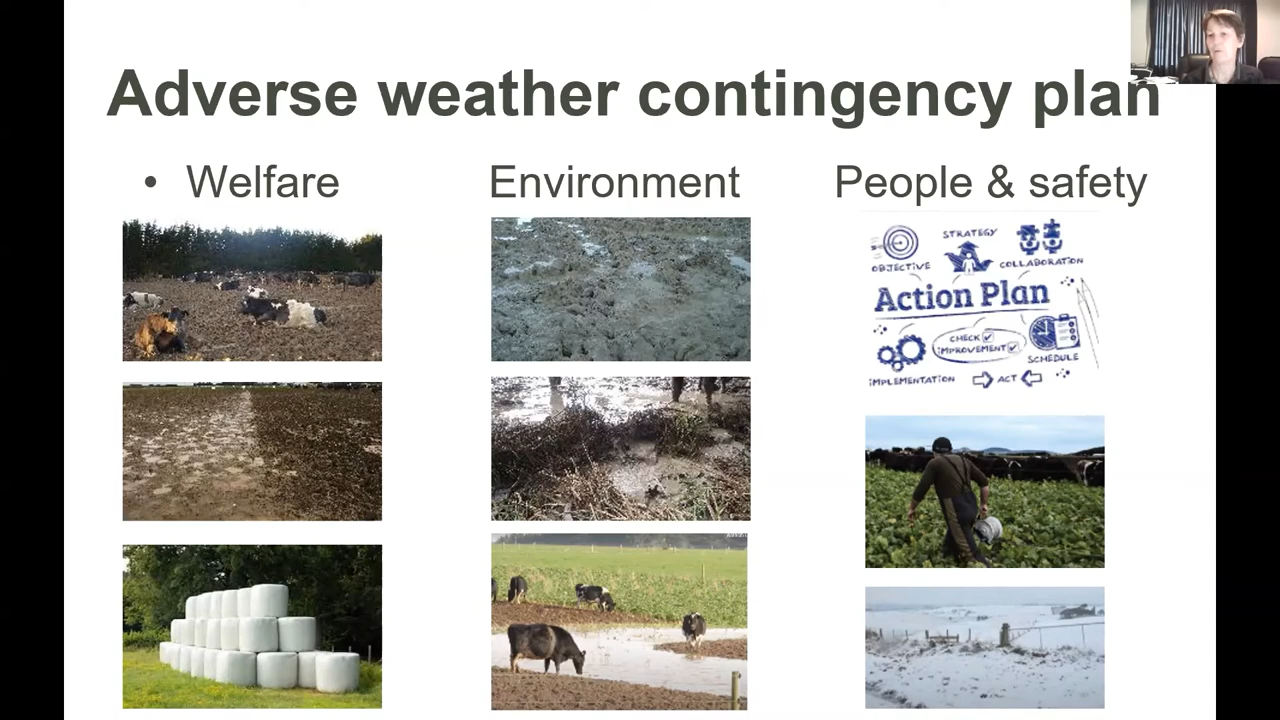 Adverse weather contingency plan
• Welfare
Environment
People & safety
STRATEGY
OBJECTIVE
COLLABORATION
Action Plan
CHECK
IMPROVEMENT
SCHEDULE
IMPLEMENTATION
ACT